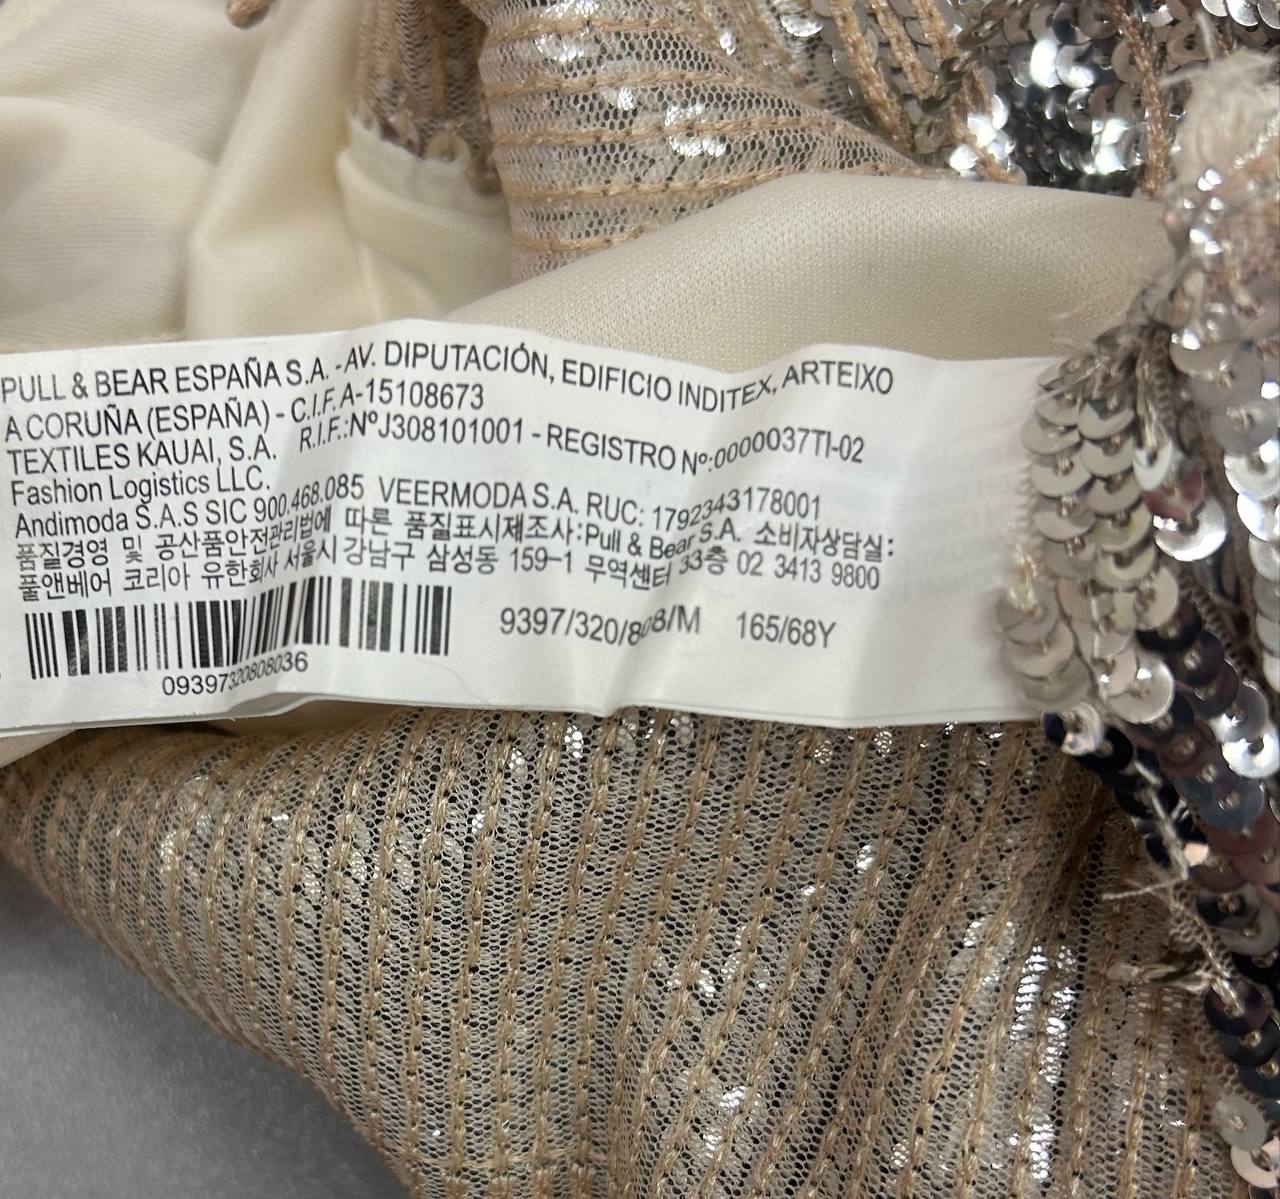 PULL & BEAR ESPAÑA S.A. - AV. DIPUTACIÓN, EDIFICIO INDITEX, ARTEIXO
A CORUÑA (ESPAÑA) - C.I.F. A-15108673
TEXTILES KAUAI, S.A. R.I.F.:NºJ308101001 - REGISTRO Nº:0000037TI-02
Fashion Logistics LLC.
Andimoda S.A.S SIC 900.468.085 VEERMODA S.A. RUC: 1792343178001
품질경영 및 공산품안전관리법에 따른 품질표시제조사:Pull & Bear S.A. 소비자상담실:
풀앤베어 코리아 유한회사 서울시 강남구 삼성동 159-1 무역센터 33층 02 3413 9800
9397/320/808/M 165/68Y
09397320808036